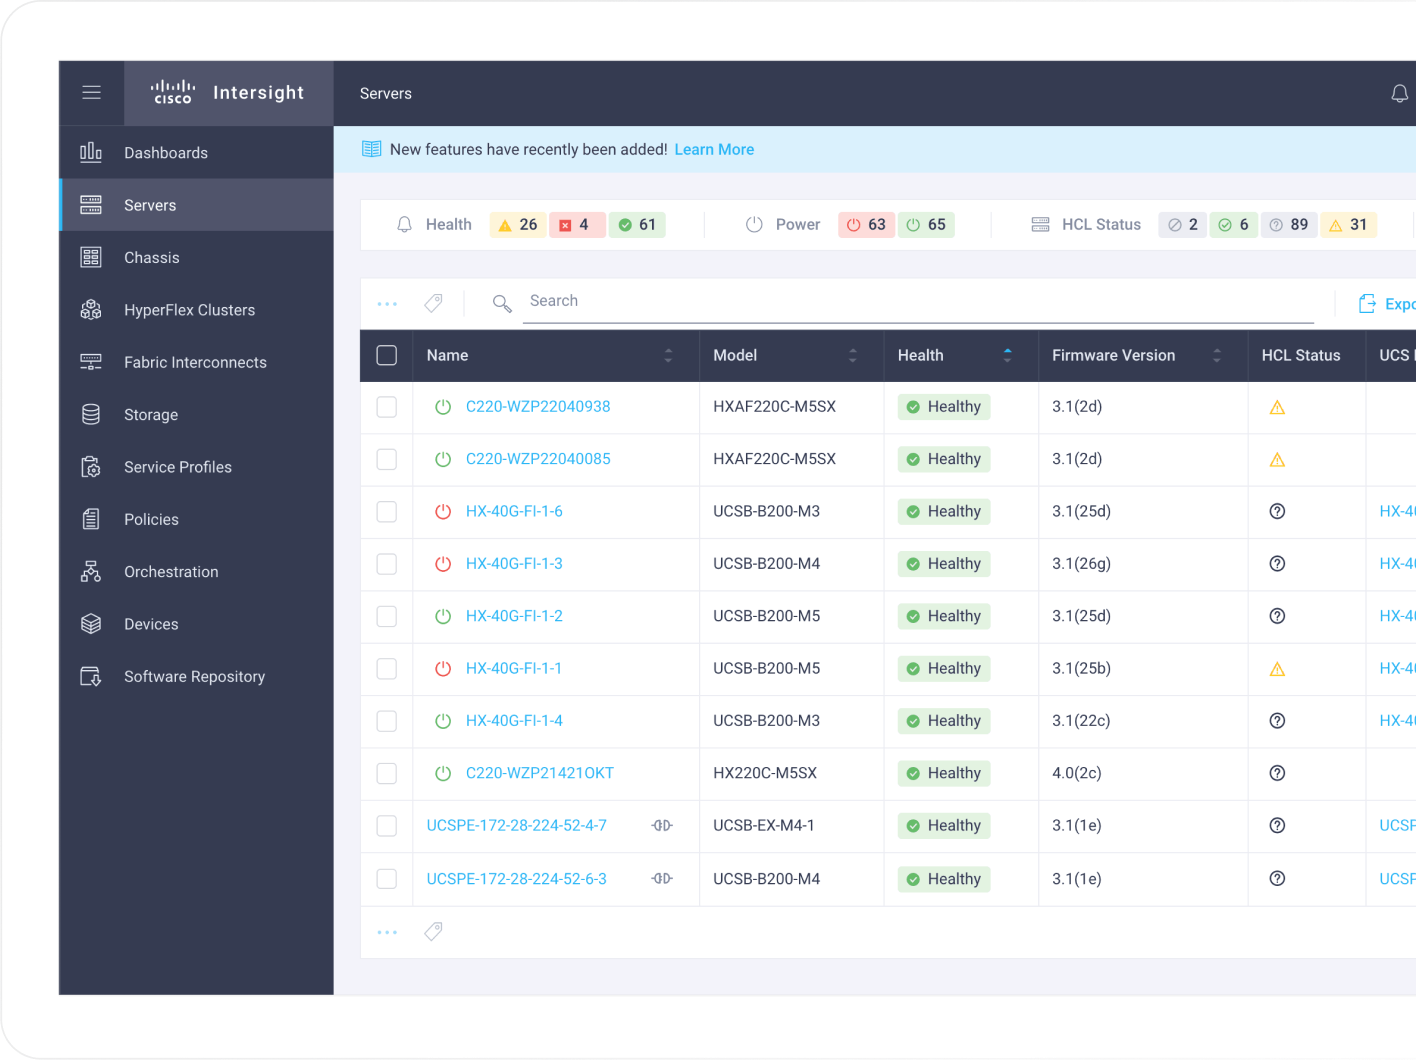 CISCO Intersight
Servers
New features have recently been added! Learn More
Dashboards
Servers
Chassis
HyperFlex Clusters
Fabric Interconnects
Storage
Service Profiles
Policies
Orchestration
Devices
Software Repository
Health 26 4 61 Power 63 65 HCL Status 2 6 89 31
Search Expo
Name Model Health Firmware Version HCL Status UCS
C220-WZP22040938 HXAF220C-M5SX Healthy 3.1(2d)
C220-WZP22040085 HXAF220C-M5SX Healthy 3.1(2d)
HX-40G-FI-1-6 UCSB-B200-M3 Healthy 3.1(25d) HX-40
HX-40G-FI-1-3 UCSB-B200-M4 Healthy 3.1(26g) HX-40
HX-40G-FI-1-2 UCSB-B200-M5 Healthy 3.1(25d) HX-40
HX-40G-FI-1-1 UCSB-B200-M5 Healthy 3.1(25b) HX-40
HX-40G-FI-1-4 UCSB-B200-M3 Healthy 3.1(22c) HX-40
C220-WZP21421OKT HX220C-M5SX Healthy 4.0(2c)
UCSPE-172-28-224-52-4-7 UCSB-EX-M4-1 Healthy 3.1(1e) UCSP
UCSPE-172-28-224-52-6-3 UCSB-B200-M4 Healthy 3.1(1e) UCSP